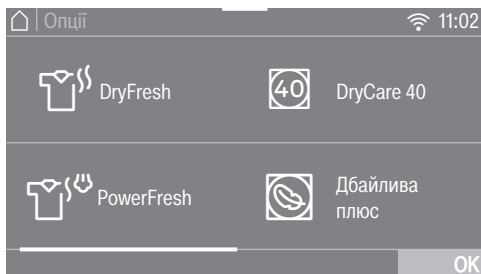 Опції
11:02
DryFresh
40
DryCare 40
PowerFresh
Дбайлива
плюс
OK